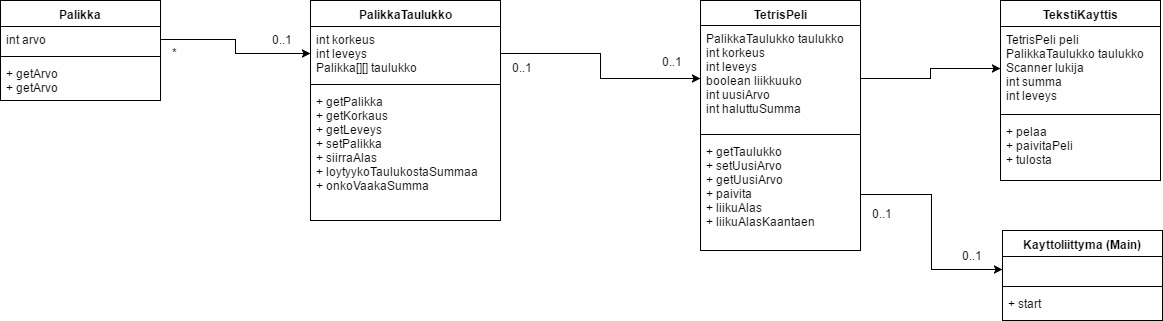 Palikka
int arvo
+ getArvo
+ getArvo
*
0..1
PalikkaTaulukko
int korkeus
int leveys
Palikka[][] taulukko
+ getPalikka
+ getKorkaus
+ getLeveys
+ setPalikka
+ siirraAlas
+ loytyykoTaulukostaSummaa
+ onkoVaakaSumma
0..1
0..1
TetrisPeli
PalikkaTaulukko taulukko
int korkeus
int leveys
boolean liikkuuko
int uusiArvo
int haluttuSumma
+ getTaulukko
+ setUusiArvo
+ getUusiArvo
+ paivita
+ liikuAlas
+ liikuAlasKaantaen
TekstiKayttis
TetrisPeli peli
PalikkaTaulukko taulukko
Scanner lukija
int summa
int leveys
+ pelaa
+ paivitaPeli
+ tulosta
0..1
0..1
Kayttoliittyma (Main)
+ start